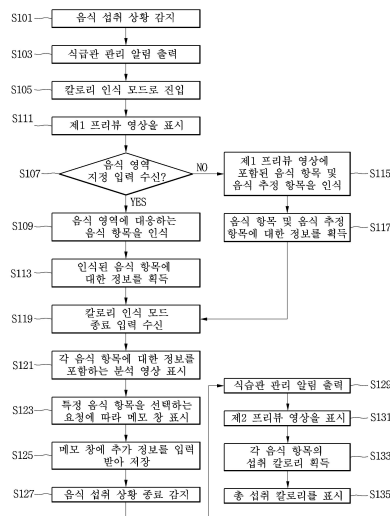 S101
음식 섭취 상황 감지
S103
식습관 관리 알림 출력
S105
칼로리 인식 모드로 진입
S111
제1 프리뷰 영상을 표시
S107
음식 영역
지정 입력 수신?
NO
YES
제1 프리뷰 영상에
포함된 음식 항목 및
음식 추정 항목을 인식
S115
S109
음식 영역에 대응하는
음식 항목을 인식
음식 항목 및 음식 추정
항목에 대한 정보를 획득
S117
S113
인식된 음식 항목에
대한 정보를 획득
S119
칼로리 인식 모드
종료 입력 수신
S121
각 음식 항목에 대한 정보를
포함하는 분석 영상 표시
S123
특정 음식 항목을 선택하는
요청에 따라 메모 창 표시
S125
메모 창에 추가 정보를 입력
받아 저장
S127
음식 섭취 상황 종료 감지
식습관 관리 알림 출력
S129
제2 프리뷰 영상을 표시
S131
각 음식 항목의
섭취 칼로리 획득
S133
총 섭취 칼로리를 표시
S135